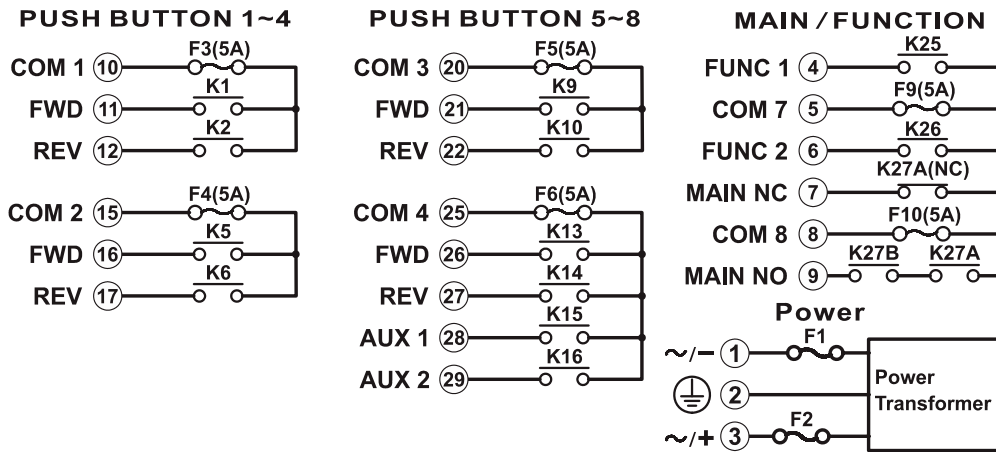 PUSH BUTTON 1~4
COM 1 10 F3(5A)
FWD 11 K1
REV 12 K2
COM 2 15 F4(5A)
FWD 16 K5
REV 17 K6
PUSH BUTTON 5~8
COM 3 20 F5(5A)
FWD 21 K9
REV 22 K10
COM 4 25 F6(5A)
FWD 26 K13
REV 27 K14
AUX 1 28 K15
AUX 2 29 K16
MAIN / FUNCTION
FUNC 1 4 K25
COM 7 5 F9(5A)
FUNC 2 6 K26
MAIN NC 7 K27A(NC)
COM 8 8 F10(5A)
MAIN NO 9 K27B K27A
Power
~/− 1 F1
2
~/+ 3 F2
Power
Transformer